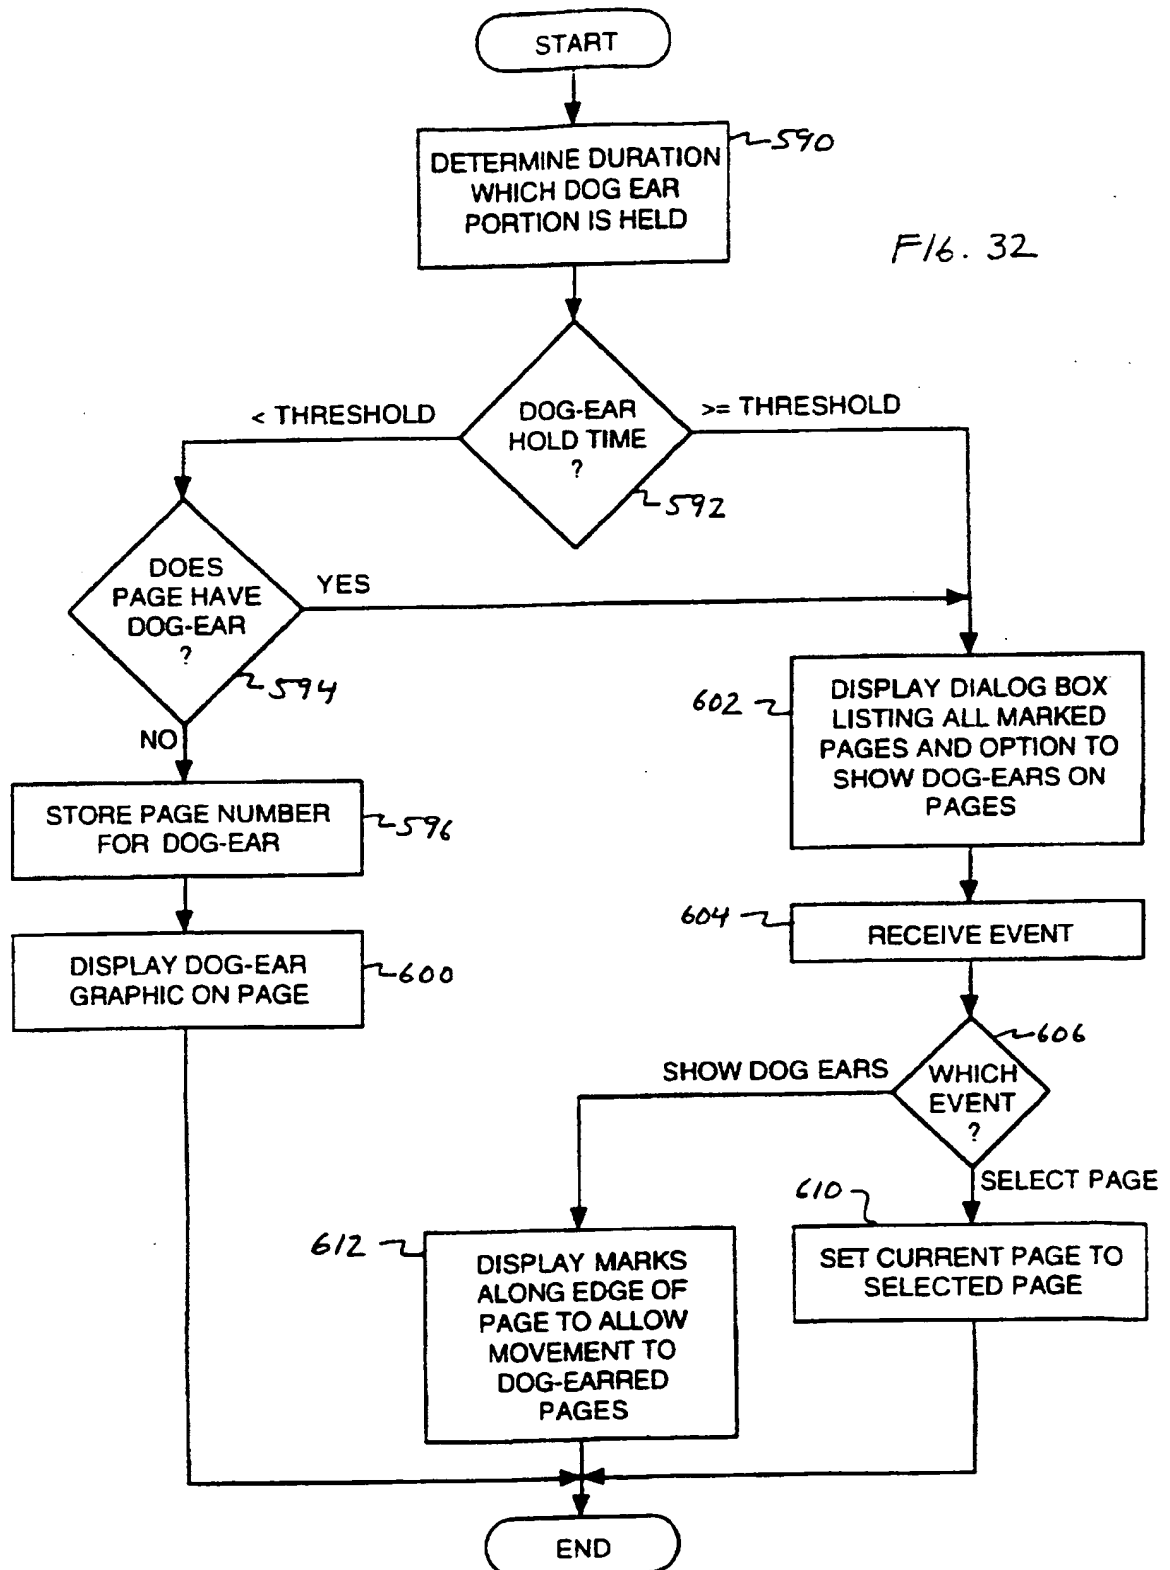 START
590
DETERMINE DURATION
WHICH DOG EAR
PORTION IS HELD
FIG. 32
< THRESHOLD
DOG-EAR
HOLD TIME
?
>= THRESHOLD
592
DOES
PAGE HAVE
DOG-EAR
?
YES
594
NO
602
DISPLAY DIALOG BOX
LISTING ALL MARKED
PAGES AND OPTION TO
SHOW DOG-EARS ON
PAGES
STORE PAGE NUMBER
FOR DOG-EAR
596
604
RECEIVE EVENT
DISPLAY DOG-EAR
GRAPHIC ON PAGE
600
606
SHOW DOG EARS
WHICH
EVENT
?
SELECT PAGE
610
SET CURRENT PAGE TO
SELECTED PAGE
612
DISPLAY MARKS
ALONG EDGE OF
PAGE TO ALLOW
MOVEMENT TO
DOG-EARRED
PAGES
END